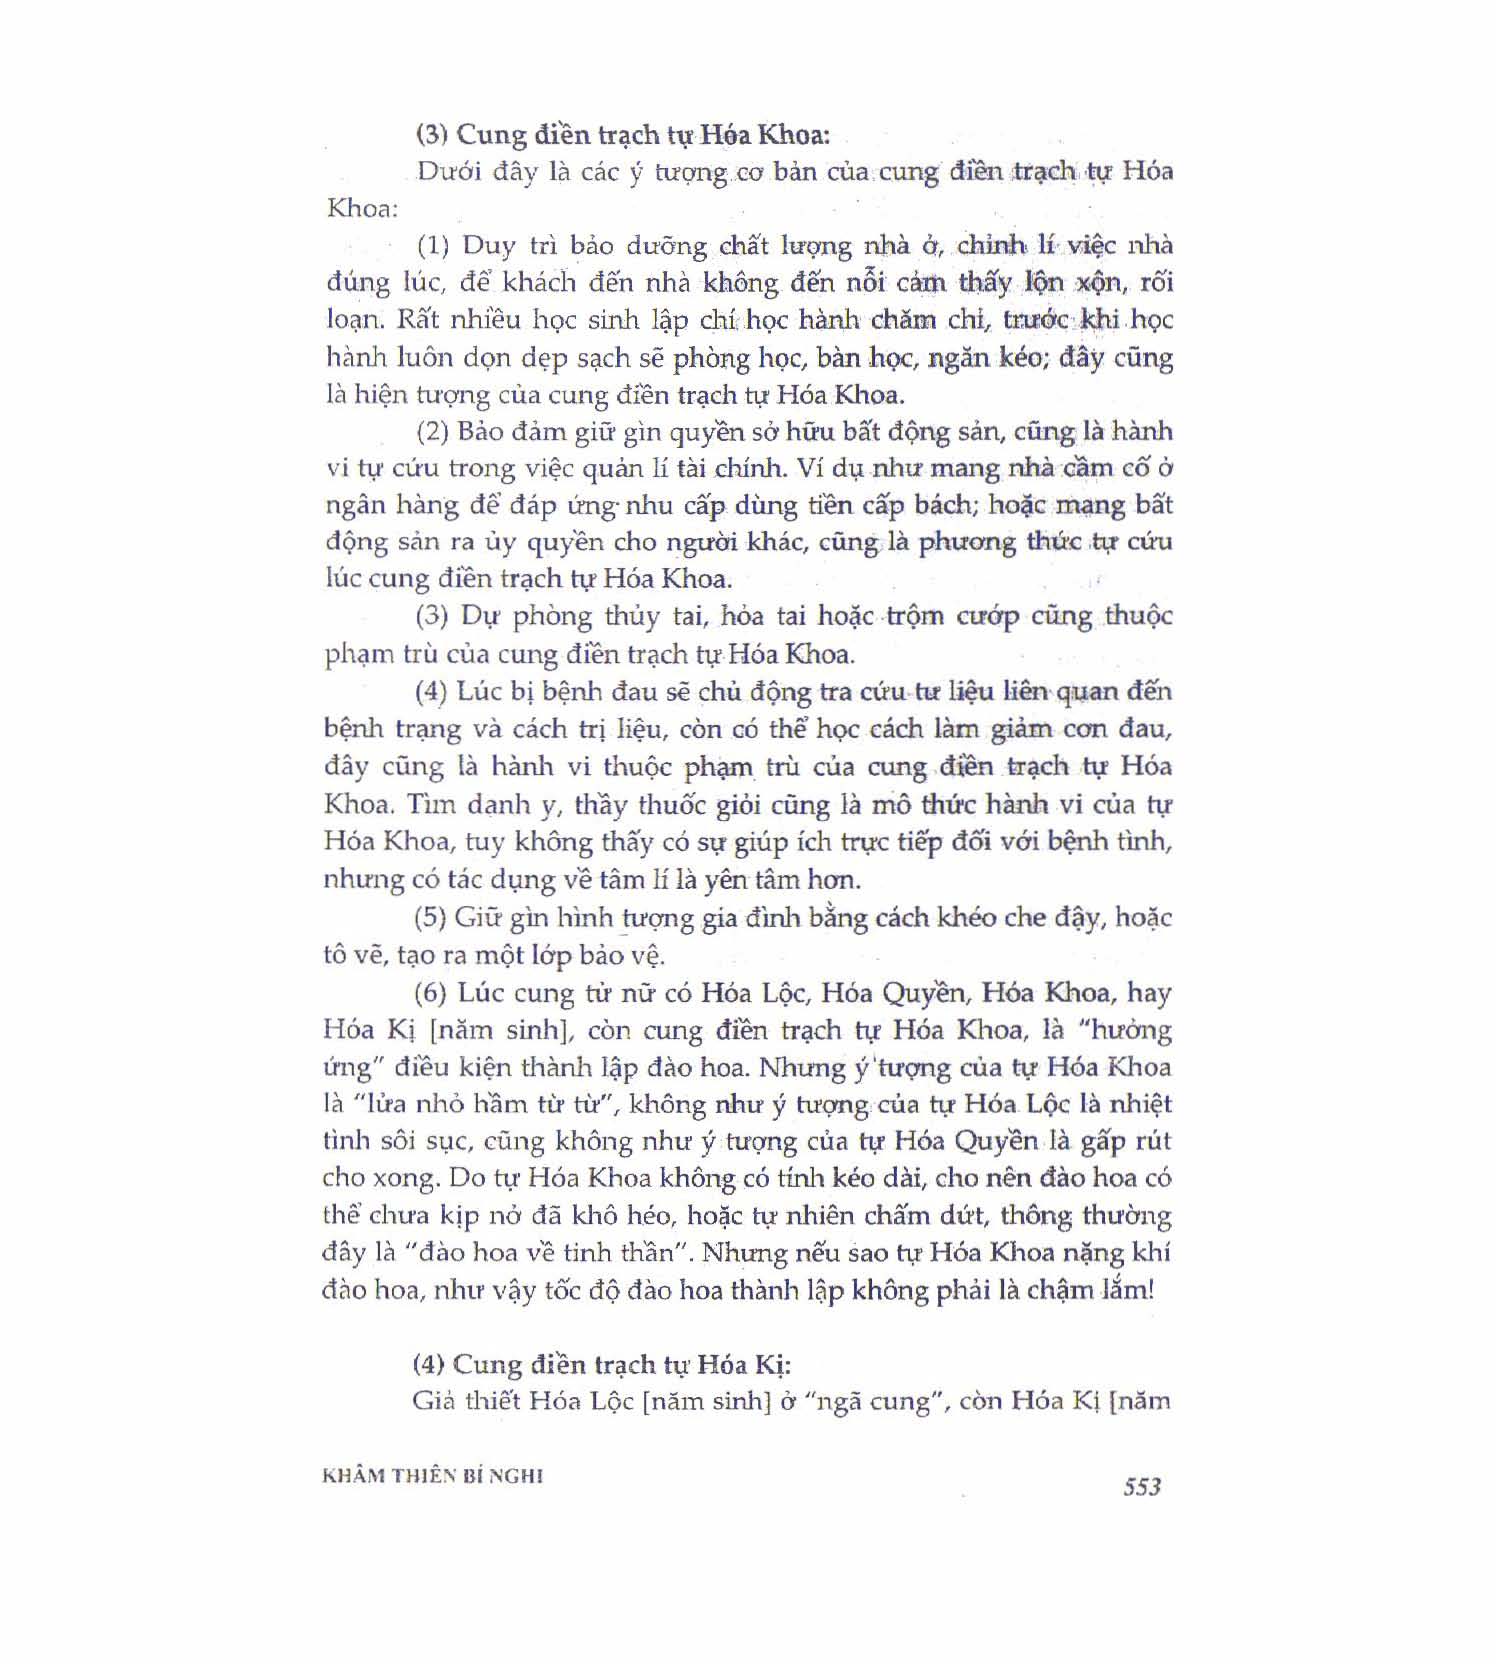 (3) Cung điền trạch tự Hóa Khoa:
Dưới đây là các ý tượng cơ bản của cung điền trạch tự Hóa
Khoa:
(1) Duy trì bảo dưỡng chất lượng nhà ở, chỉnh lí việc nhà
đúng lúc, để khách đến nhà không đến nỗi cảm thấy lộn xộn, rối
loạn. Rất nhiều học sinh lập chí học hành chăm chỉ, trước khi học
hành luôn dọn dẹp sạch sẽ phòng học, bàn học, ngăn kéo; đây cũng
là hiện tượng của cung điền trạch tự Hóa Khoa.
(2) Bảo đảm giữ gìn quyền sở hữu bất động sản, cũng là hành
vi tự cứu trong việc quản lí tài chính. Ví dụ như mang nhà cầm cố ở
ngân hàng để đáp ứng nhu cấp dùng tiền cấp bách; hoặc mang bất
động sản ra ủy quyền cho người khác, cũng là phương thức tự cứu
lúc cung điền trạch tự Hóa Khoa.
(3) Dự phòng thủy tai, hỏa tai hoặc trộm cướp cũng thuộc
phạm trù của cung điền trạch tự Hóa Khoa.
(4) Lúc bị bệnh đau sẽ chủ động tra cứu tư liệu liên quan đến
bệnh trạng và cách trị liệu, còn có thể học cách làm giảm cơn đau,
đây cũng là hành vi thuộc phạm trù của cung điền trạch tự Hóa
Khoa. Tìm danh y, thầy thuốc giỏi cũng là mô thức hành vi của tự
Hóa Khoa, tuy không thấy có sự giúp ích trực tiếp đối với bệnh tình,
nhưng có tác dụng về tâm lí là yên tâm hơn.
(5) Giữ gìn hình tượng gia đình bằng cách khéo che đậy, hoặc
tô vẽ, tạo ra một lớp bảo vệ.
(6) Lúc cung tử nữ có Hóa Lộc, Hóa Quyền, Hóa Khoa, hay
Hóa Kị [năm sinh], còn cung điền trạch tự Hóa Khoa, là "hưởng
ứng" điều kiện thành lập đào hoa. Nhưng ý tượng của tự Hóa Khoa
là "lửa nhỏ hầm từ từ", không như ý tượng của tự Hóa Lộc là nhiệt
tình sôi sục, cũng không như ý tượng của tự Hóa Quyền là gấp rút
cho xong. Do tự Hóa Khoa không có tính kéo dài, cho nên đào hoa có
thể chưa kịp nở đã khô héo, hoặc tự nhiên chấm dứt, thông thường
đây là "đào hoa về tinh thần". Nhưng nếu sao tự Hóa Khoa nặng khí
đào hoa, như vậy tốc độ đào hoa thành lập không phải là chậm lắm!
(4) Cung điền trạch tự Hóa Kị:
Giả thiết Hóa Lộc [năm sinh] ở "ngã cung", còn Hóa Kị [năm
KHÂM THIÊN BÍ NGHI
553